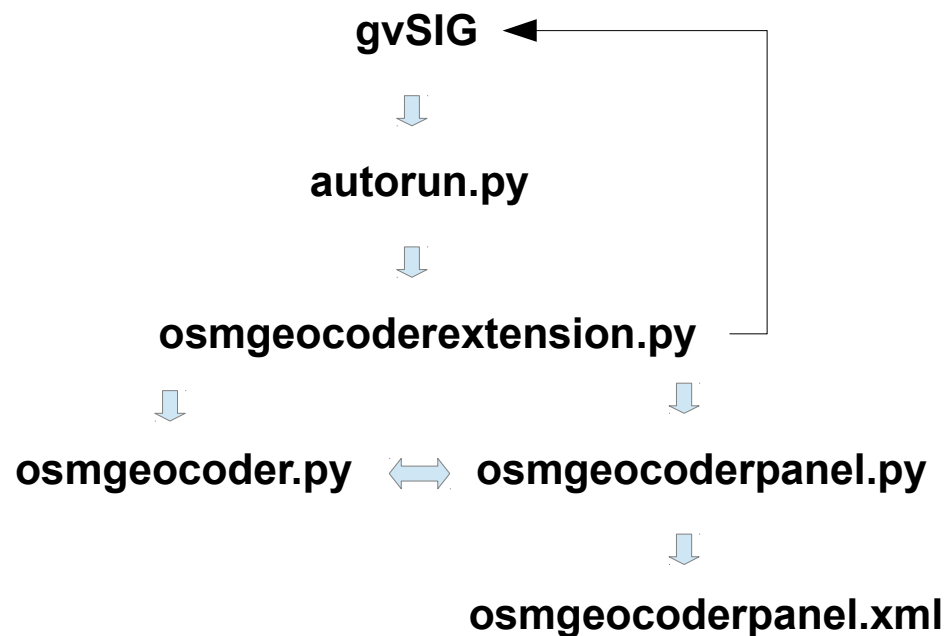 gvSIG
autorun.py
osmgeocoderextension.py
osmgeocoder.py
osmgeocoderpanel.py
osmgeocoderpanel.xml